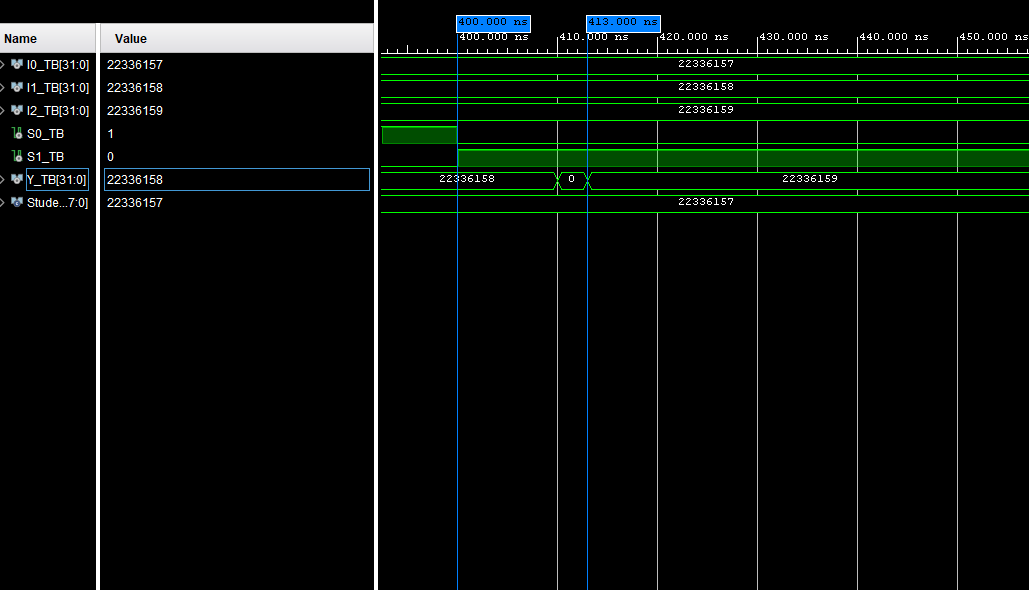 400.000 ns 413.000 ns
Name Value 400.000 ns 410.000 ns 420.000 ns 430.000 ns 440.000 ns 450.000 ns
I0_TB[31:0] 22336157 22336157
I1_TB[31:0] 22336158 22336158
I2_TB[31:0] 22336159 22336159
S0_TB 1
S1_TB 0
Y_TB[31:0] 22336158 22336158 0 22336159
Stude...7:0] 22336157 22336157